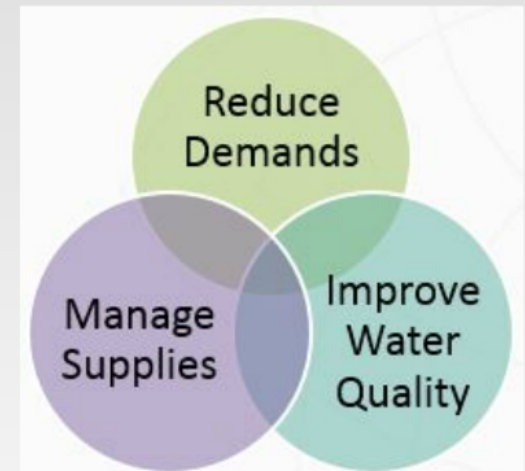 Reduce
Demands
Manage
Supplies
Improve
Water
Quality